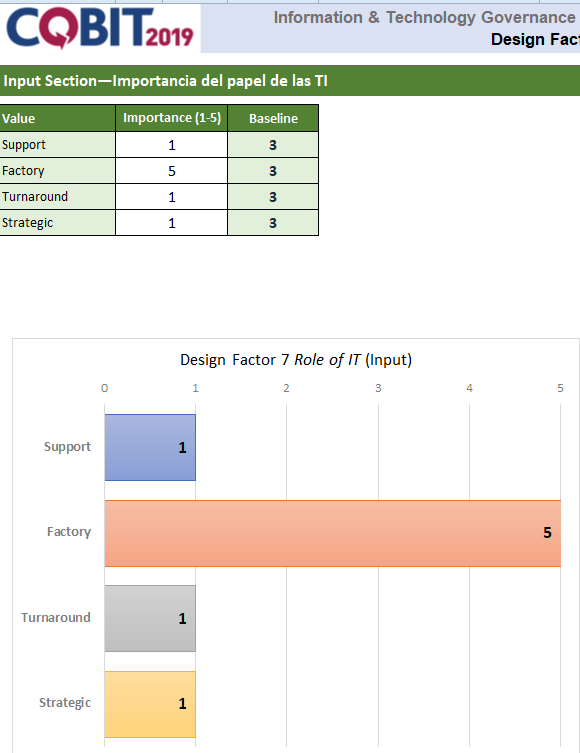 COBIT 2019
Information & Technology Governance
Design Fact
Input Section—Importancia del papel de las TI
Value Importance (1-5) Baseline
Support 1 3
Factory 5 3
Turnaround 1 3
Strategic 1 3
Design Factor 7 Role of IT (Input)
0 1 2 3 4 5
Support 1
Factory 5
Turnaround 1
Strategic 1